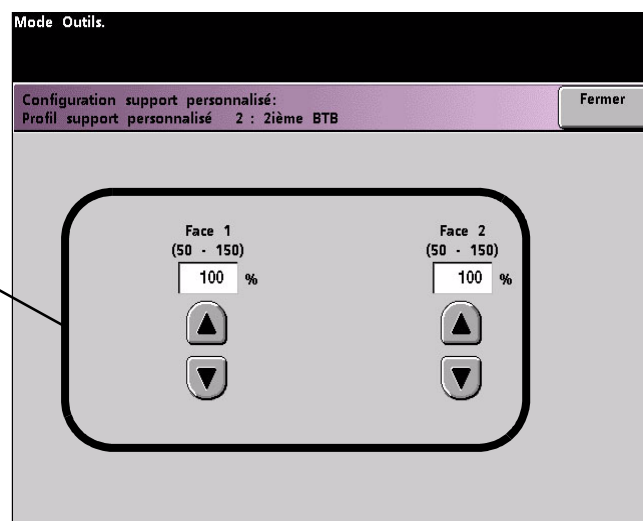 Mode Outils.
Configuration support personnalisé:
Profil support personnalisé 2 : 2ième BTB
Fermer
Face 1
(50 - 150)
100 %
Face 2
(50 - 150)
100 %